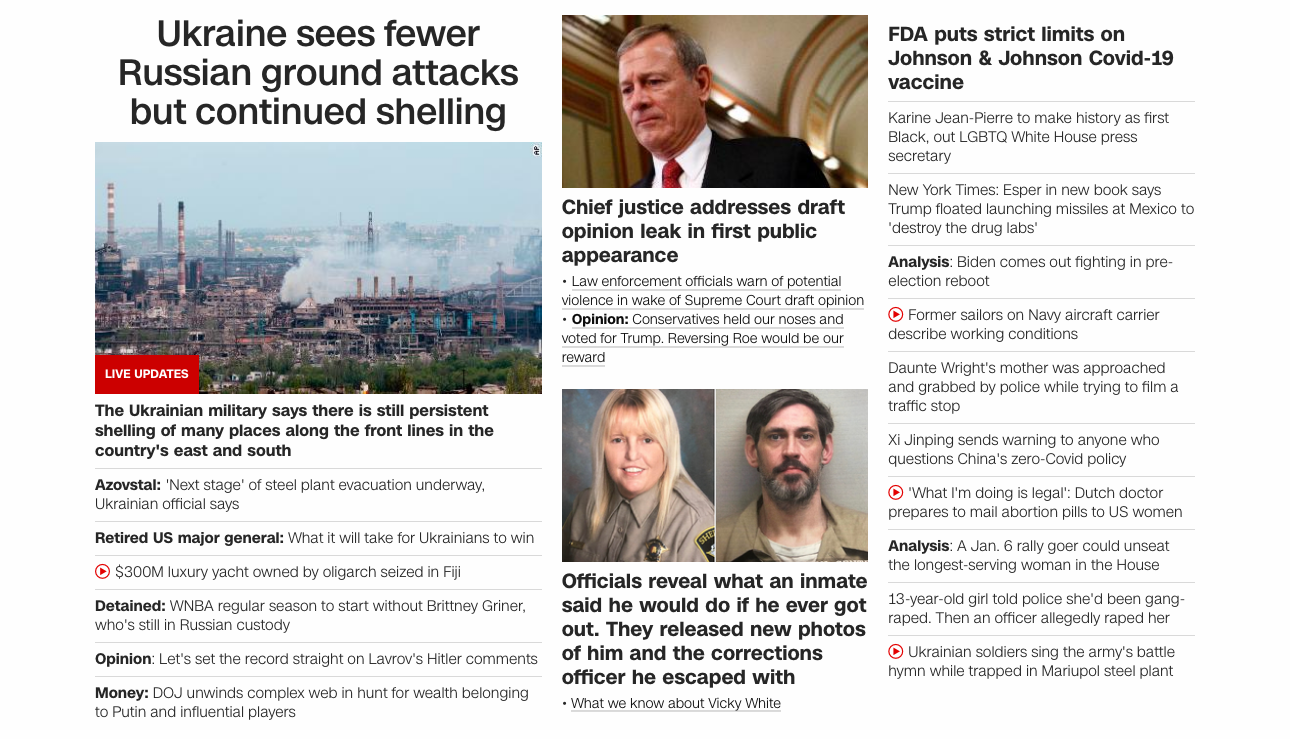 Ukraine sees fewer
Russian ground attacks
but continued shelling
AP
LIVE UPDATES
The Ukrainian military says there is still persistent
shelling of many places along the front lines in the
country's east and south
Azovstal: 'Next stage' of steel plant evacuation underway,
Ukrainian official says
Retired US major general: What it will take for Ukrainians to win
$300M luxury yacht owned by oligarch seized in Fiji
Detained: WNBA regular season to start without Brittney Griner,
who's still in Russian custody
Opinion: Let's set the record straight on Lavrov's Hitler comments
Money: DOJ unwinds complex web in hunt for wealth belonging
to Putin and influential players
Chief justice addresses draft
opinion leak in first public
appearance
• Law enforcement officials warn of potential
violence in wake of Supreme Court draft opinion
• Opinion: Conservatives held our noses and
voted for Trump. Reversing Roe would be our
reward
Officials reveal what an inmate
said he would do if he ever got
out. They released new photos
of him and the corrections
officer he escaped with
• What we know about Vicky White
FDA puts strict limits on
Johnson & Johnson Covid-19
vaccine
Karine Jean-Pierre to make history as first
Black, out LGBTQ White House press
secretary
New York Times: Esper in new book says
Trump floated launching missiles at Mexico to
'destroy the drug labs'
Analysis: Biden comes out fighting in pre-
election reboot
Former sailors on Navy aircraft carrier
describe working conditions
Daunte Wright's mother was approached
and grabbed by police while trying to film a
traffic stop
Xi Jinping sends warning to anyone who
questions China's zero-Covid policy
'What I'm doing is legal': Dutch doctor
prepares to mail abortion pills to US women
Analysis: A Jan. 6 rally goer could unseat
the longest-serving woman in the House
13-year-old girl told police she'd been gang-
raped. Then an officer allegedly raped her
Ukrainian soldiers sing the army's battle
hymn while trapped in Mariupol steel plant